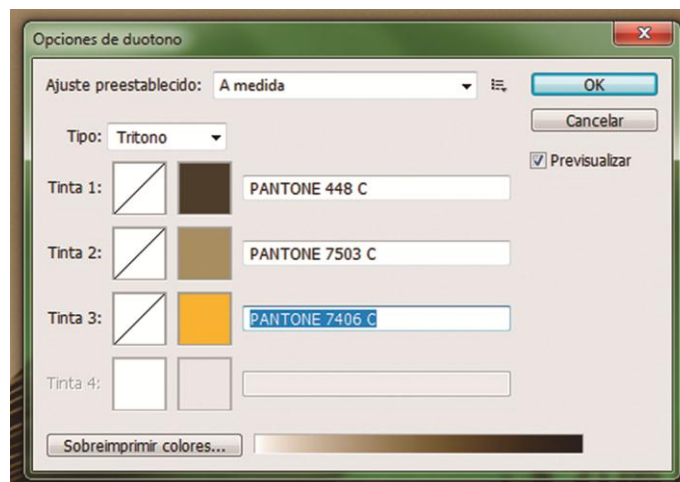 Opciones de duotono
Ajuste preestablecido: A medida
OK
Cancelar
Tipo: Tritono
Previsualizar
Tinta 1: PANTONE 448 C
Tinta 2: PANTONE 7503 C
Tinta 3: PANTONE 7406 C
Tinta 4:
Sobreimprimir colores...